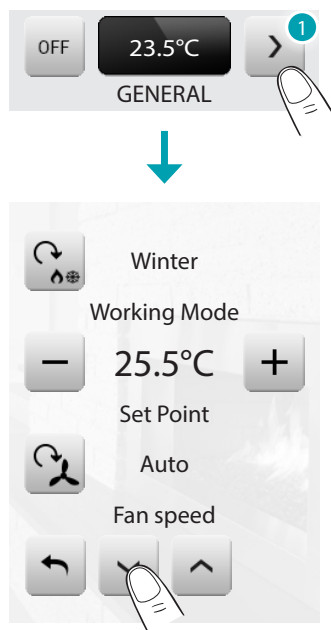 1
OFF
23.5°C
GENERAL
Winter
Working Mode
25.5°C
Set Point
Auto
Fan speed